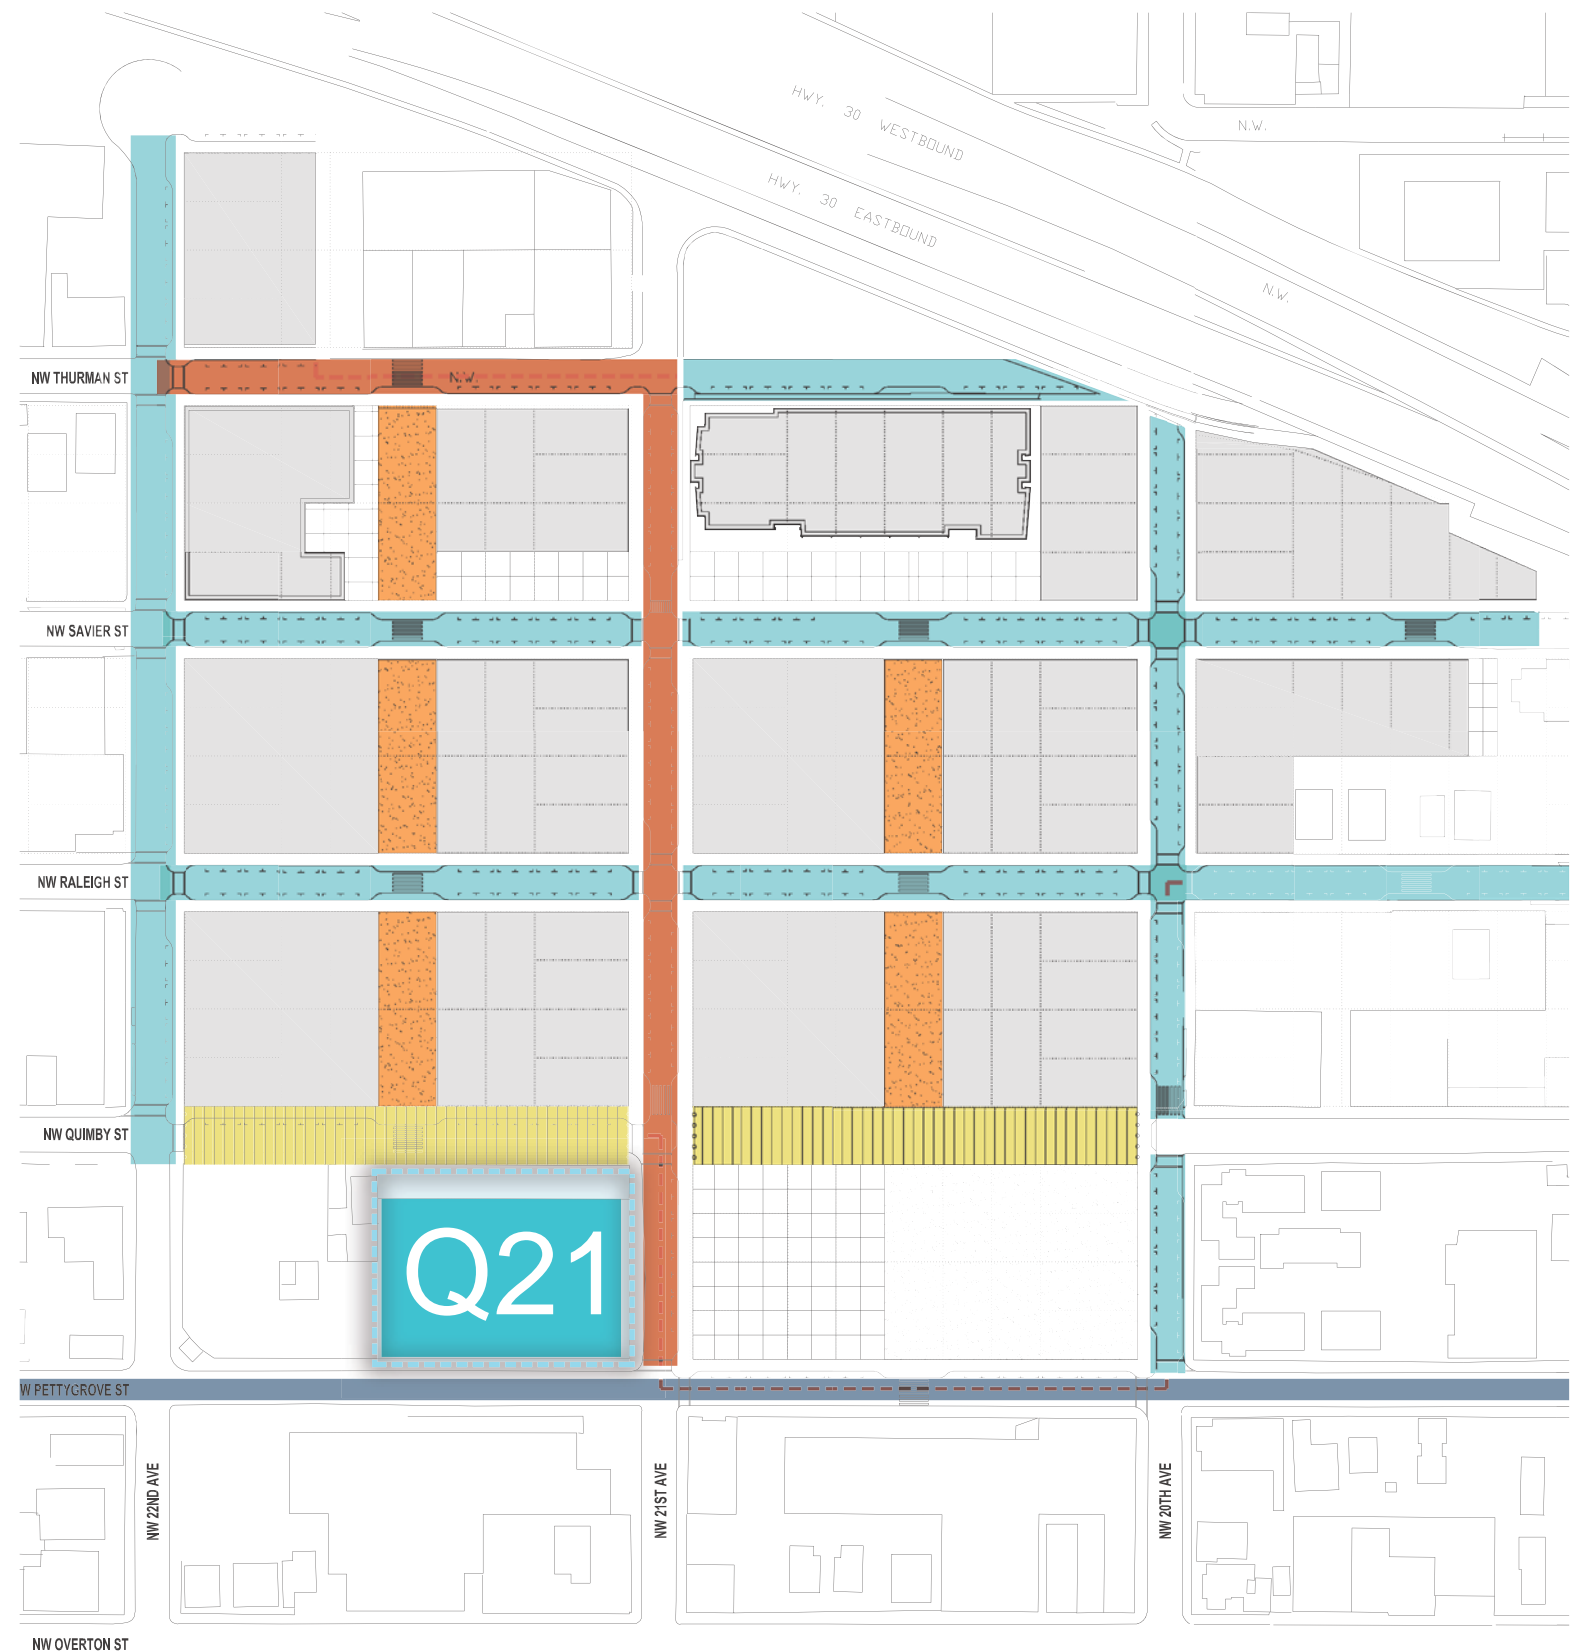 HWY. 30 WESTBOUND
N.W.
HWY. 30 EASTBOUND
N.W.
NW THURMAN ST
N.W.
NW SAVIER ST
NW RALEIGH ST
NW QUIMBY ST
Q21
W PETTYGROVE ST
NW 22ND AVE
NW 21ST AVE
NW 20TH AVE
NW OVERTON ST